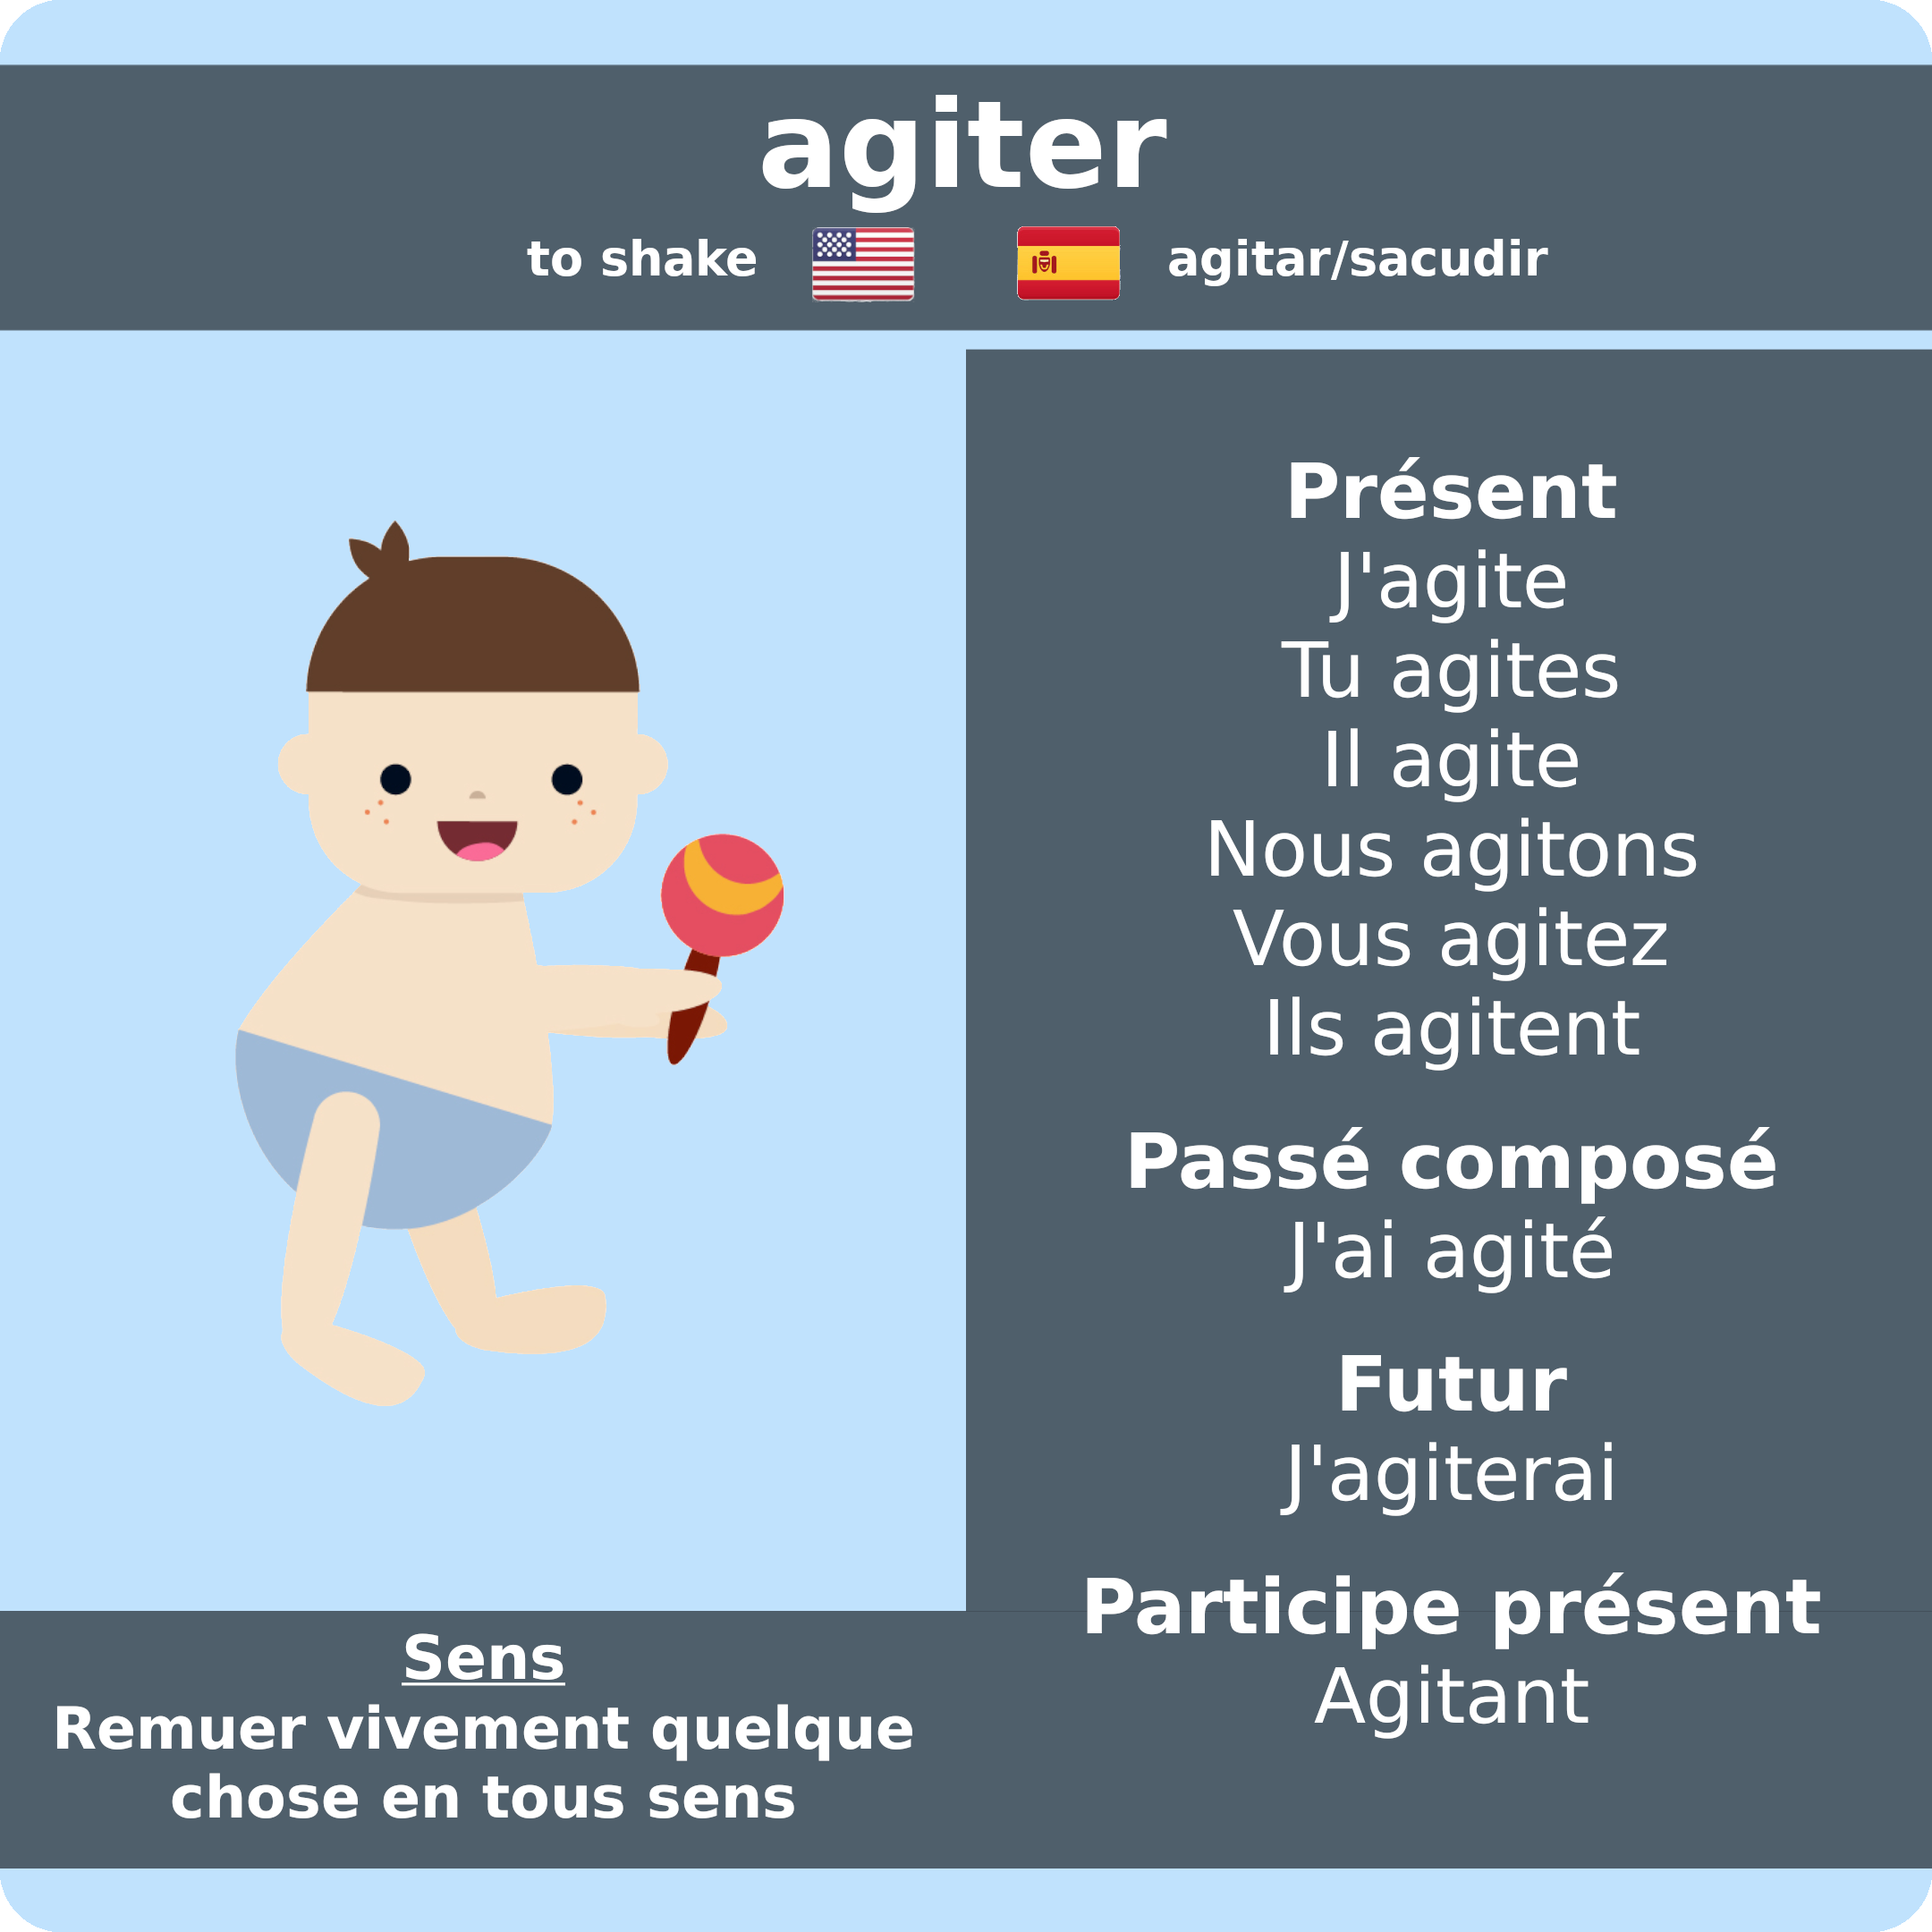 agiter
to shake agitar/sacudir
Présent
J'agite
Tu agites
Il agite
Nous agitons
Vous agitez
Ils agitent
Passé composé
J'ai agité
Futur
J'agiterai
Participe présent
Agitant
Sens
Remuer vivement quelque
chose en tous sens